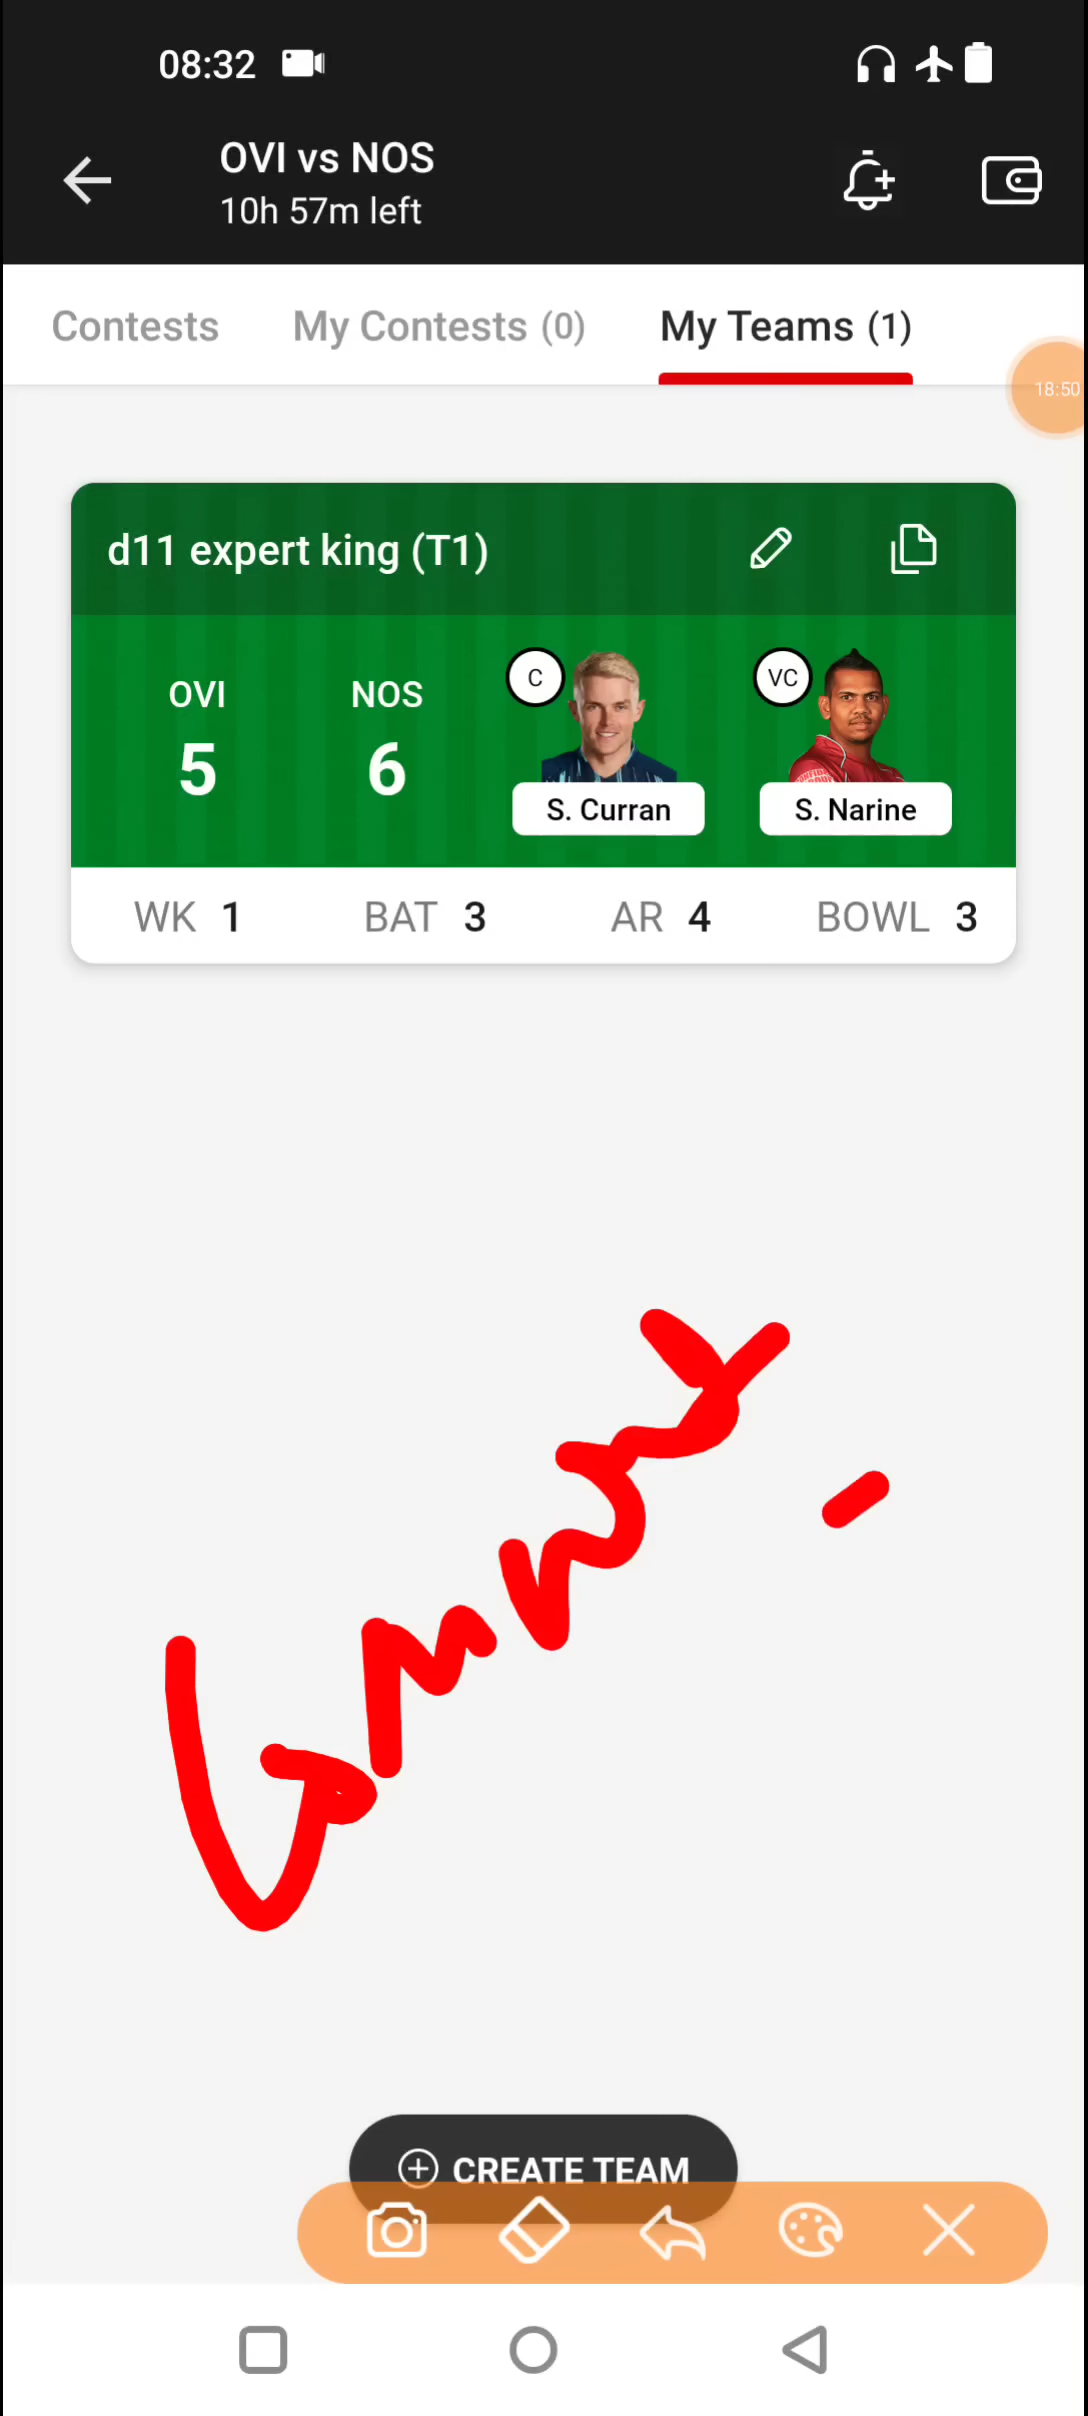 08:32
OVI vs NOS
10h 57m left
Contests My Contests (0) My Teams (1)
18:50
d11 expert king (T1)
OVI NOS C VC
5 6
S. Curran S. Narine
WK 1 BAT 3 AR 4 BOWL 3
CREATE TEAM